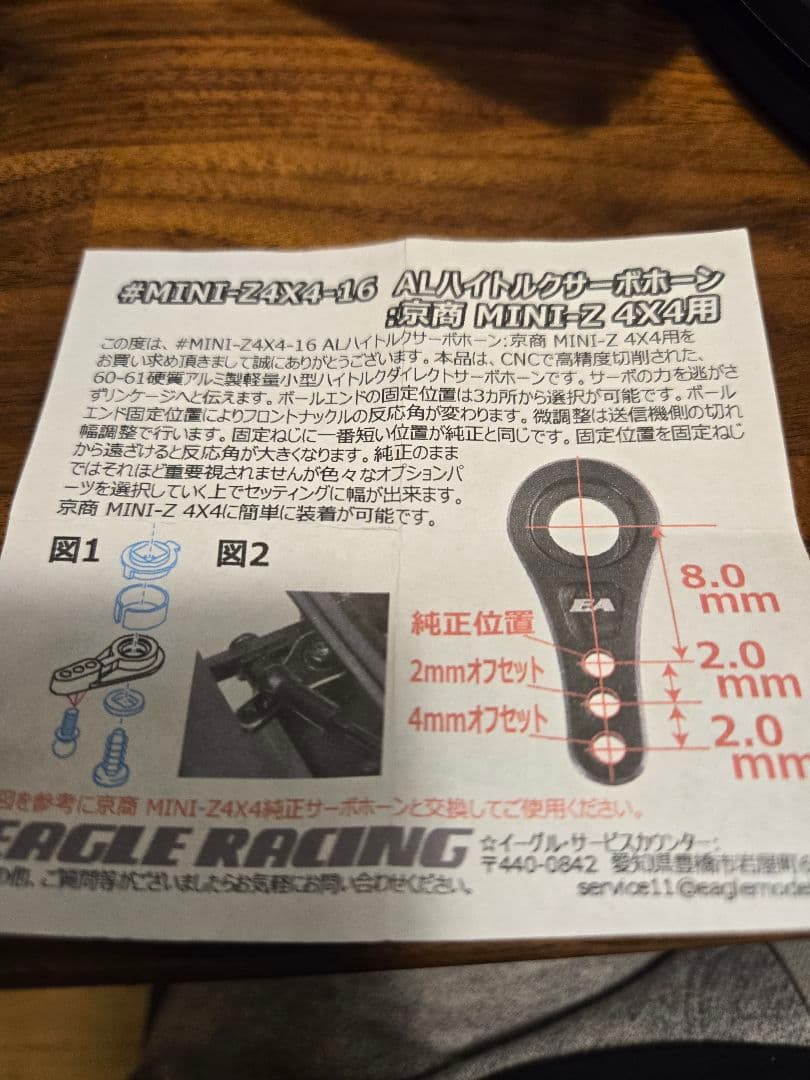 #MINI-Z4X4-16 ALハイトルクサーボホーン
:京商 MINI-Z 4X4用
この度は、#MINI-Z4X4-16 ALハイトルクサーボホーン:京商 MINI-Z 4X4用を
お買い求め頂きまして誠にありがとうございます。本品は、CNCで高精度切削された、
60-61硬質アルミ製軽量小型ハイトルクダイレクトサーボホーンです。サーボの力を逃がさ
ずリンケージへと伝えます。ボールエンドの固定位置は3カ所から選択が可能です。ボール
エンド固定位置によりフロントナックルの反応角が変わります。微調整は送信機側の切れ
幅調整で行います。固定ねじに一番短い位置が純正と同じです。固定位置を固定ねじ
から遠ざけると反応角が大きくなります。純正のまま
ではそれほど重要視されませんが色々なオプションパ
ーツを選択していく上でセッティングに幅が出来ます。
京商 MINI-Z 4X4に簡単に装着が可能です。
図1 図2
EA
8.0
mm
純正位置
2mmオフセット
4mmオフセット
2.0
mm
2.0
mm
図を参考に京商 MINI-Z4X4純正サーボホーンと交換してご使用ください。
EAGLE RACING
☆イーグル・サービスカウンター:
〒440-0842 愛知県豊橋市岩屋町
の他、ご質問等がございましたらお気軽にお問い合わせください。
service11@eaglemodel